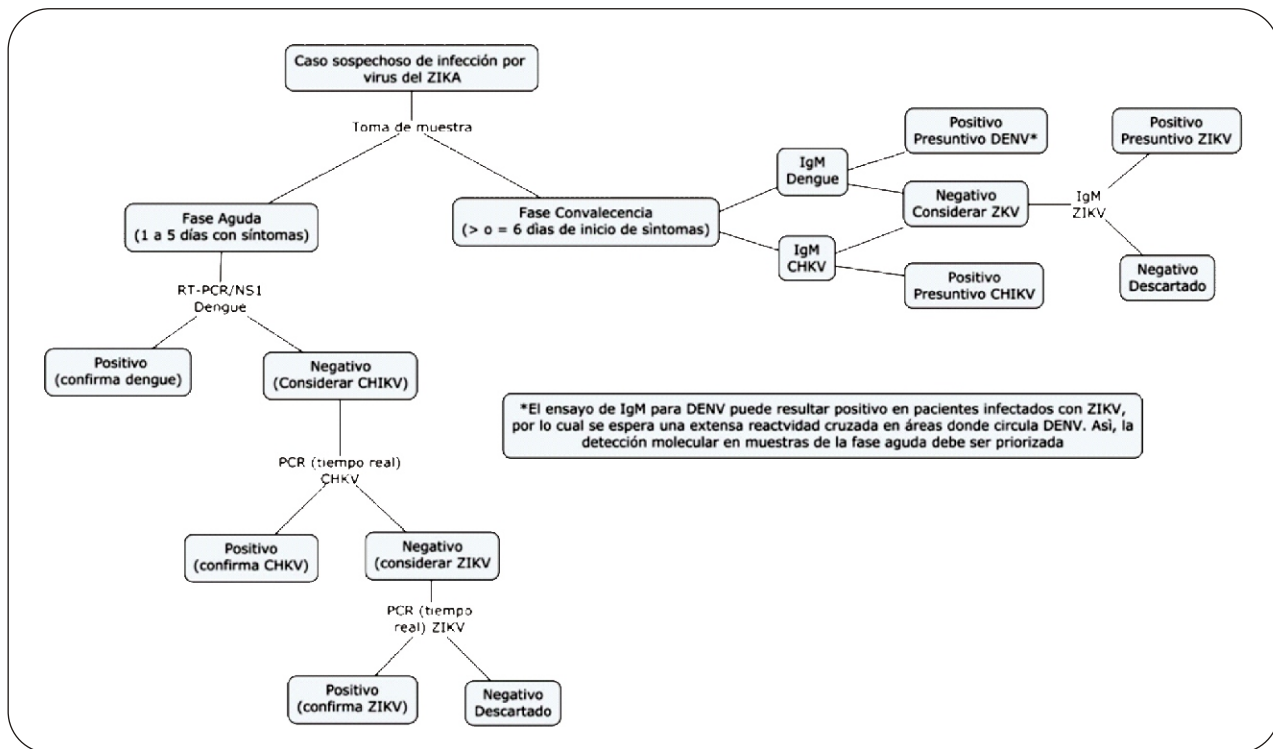 Caso sospechoso de infección por
virus del ZIKA
Toma de muestra
Fase Aguda
(1 a 5 días con síntomas)
RT-PCR/NS1
Dengue
Positivo
(confirma dengue)
Negativo
(Considerar CHIKV)
PCR (tiempo real)
CHKV
Positivo
(confirma CHKV)
Negativo
(considerar ZIKV
PCR (tiempo
real) ZIKV
Positivo
(confirma ZIKV)
Negativo
Descartado
Fase Convalecencia
(> o = 6 dìas de inicio de sìntomas)
IgM
Dengue
Positivo
Presuntivo DENV*
Negativo
Considerar ZKV
IgM
CHKV
Positivo
Presuntivo CHIKV
IgM
ZIKV
Positivo
Presuntivo ZIKV
Negativo
Descartado
*El ensayo de IgM para DENV puede resultar positivo en pacientes infectados con ZIKV,
por lo cual se espera una extensa reactvidad cruzada en áreas donde circula DENV. Asì, la
detección molecular en muestras de la fase aguda debe ser priorizada